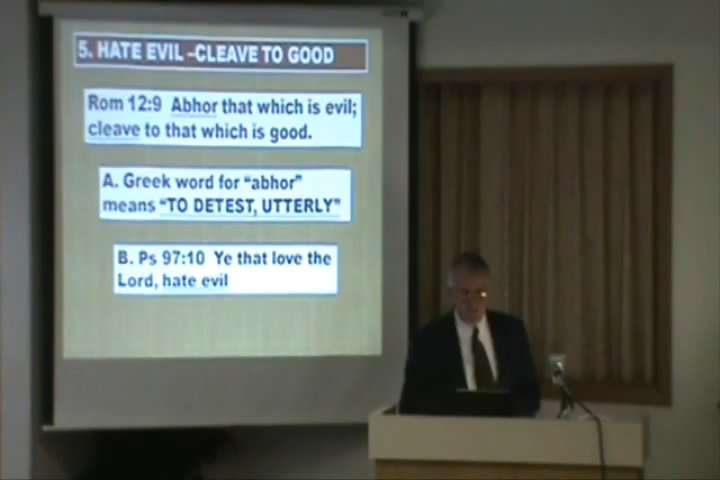 5. HATE EVIL –CLEAVE TO GOOD
Rom 12:9 Abhor that which is evil;
cleave to that which is good.
A. Greek word for “abhor”
means “TO DETEST, UTTERLY”
B. Ps 97:10 Ye that love the
Lord, hate evil